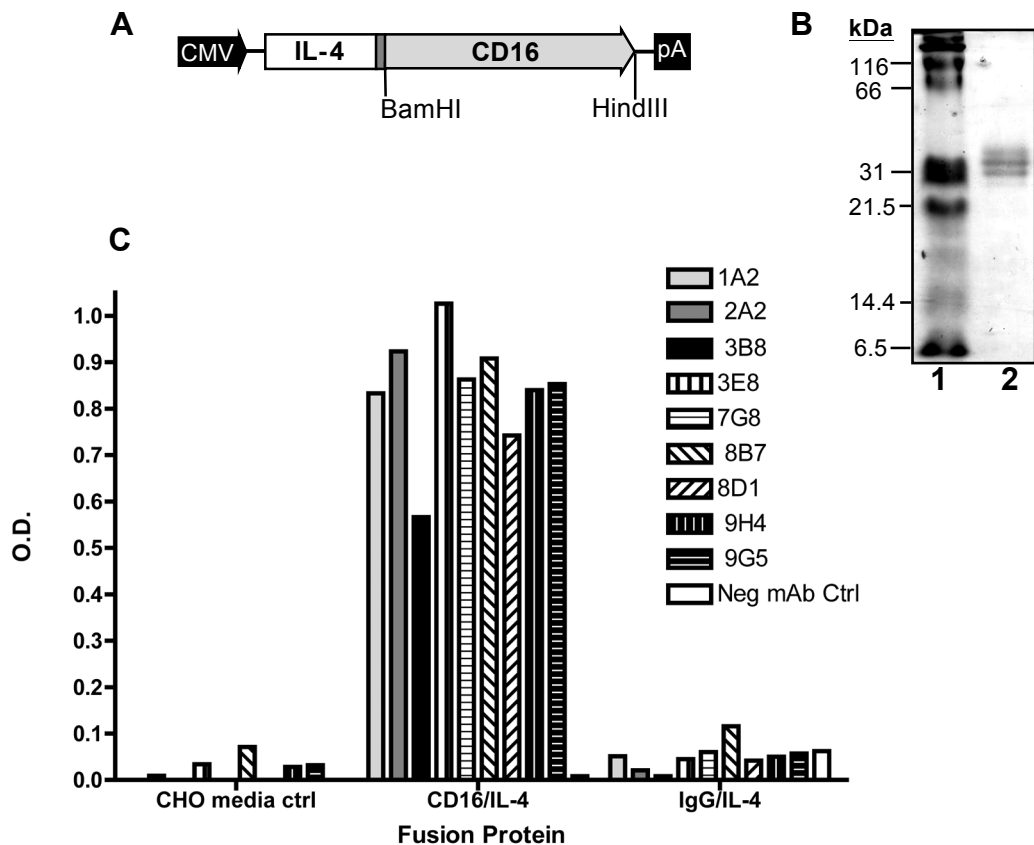 A
CMV
IL-4
CD16
pA
BamHI
HindIII
B
kDa
116
66
31
21.5
14.4
6.5
1
2
C
1A2
2A2
3B8
3E8
7G8
8B7
8D1
9H4
9G5
Neg mAb Ctrl
O.D.
1.0
0.9
0.8
0.7
0.6
0.5
0.4
0.3
0.2
0.1
0.0
CHO media ctrl
CD16/IL-4
IgG/IL-4
Fusion Protein